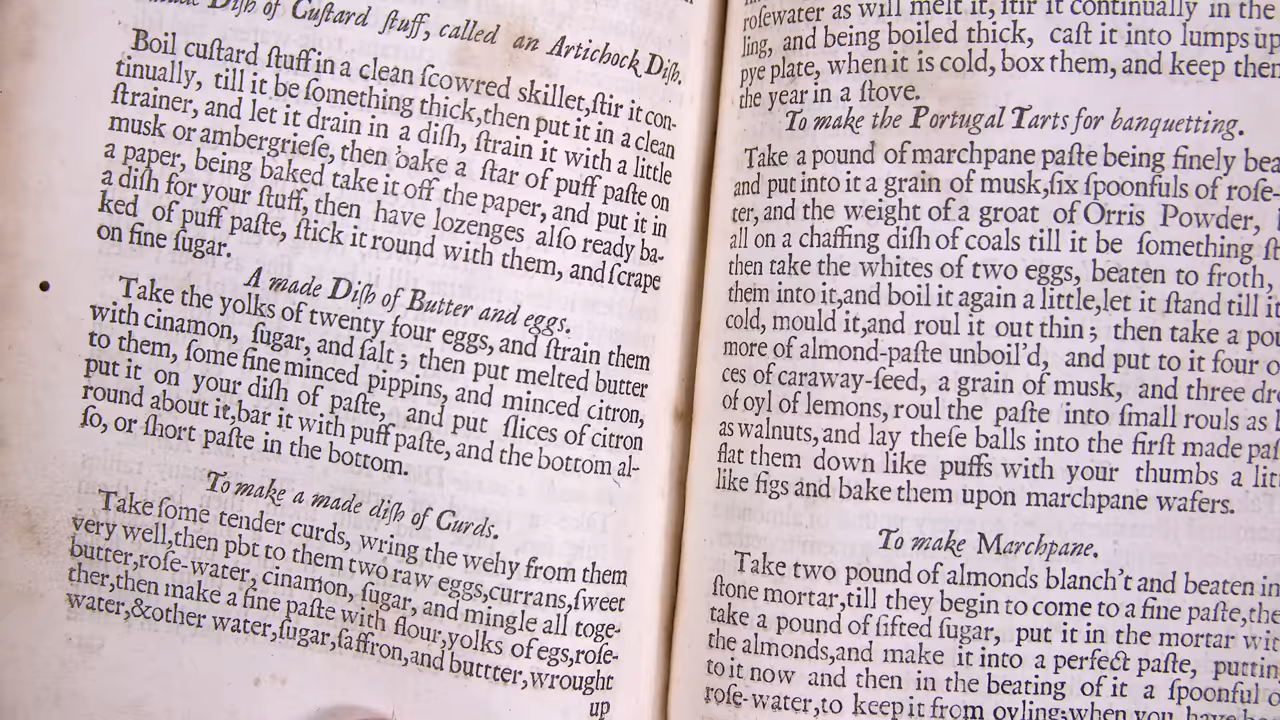 made Diſh of Cuſtard ſtuff, called an Artichock Diſh.
Boil cuſtard ſtuff in a clean ſcowred skillet, ſtir it con-
tinually, till it be ſomething thick, then put it in a clean
ſtrainer, and let it drain in a diſh, ſtrain it with a little
musk or ambergrieſe, then bake a ſtar of puff paſte on
a paper, being baked take it off the paper, and put it in
a diſh for your ſtuff, then have lozenges alſo ready ba-
ked of puff paſte, ſtick it round with them, and ſcrape
on fine ſugar.
A made Diſh of Butter and eggs.
Take the yolks of twenty four eggs, and ſtrain them
with cinamon, ſugar, and ſalt; then put melted butter
to them, ſome fine minced pippins, and minced citron,
put it on your diſh of paſte, and put ſlices of citron
round about it, bar it with puff paſte, and the bottom al-
ſo, or ſhort paſte in the bottom.
To make a made diſh of Curds.
Take ſome tender curds, wring the wehy from them
very well, then pbt to them two raw eggs, currans, ſweet
butter, roſe-water, cinamon, ſugar, and mingle all toge-
ther, then make a fine paſte with flour, yolks of egs, roſe-
water, & other water, ſugar, ſaffron, and buttter, wrought
up
roſewater as will melt it, ſtir it continually in the
ling, and being boiled thick, caſt it into lumps up
pye plate, when it is cold, box them, and keep them
the year in a ſtove.
To make the Portugal Tarts for banquetting.
Take a pound of marchpane paſte being finely bea
and put into it a grain of musk, ſix ſpoonfuls of roſe-
ter, and the weight of a groat of Orris Powder,
all on a chaffing diſh of coals till it be ſomething ſt
then take the whites of two eggs, beaten to froth,
them into it, and boil it again a little, let it ſtand till it
cold, mould it, and roul it out thin; then take a pou
more of almond-paſte unboil'd, and put to it four o
ces of caraway-ſeed, a grain of musk, and three dro
of oyl of lemons, roul the paſte into ſmall rouls as b
as walnuts, and lay theſe balls into the firſt made paſ
flat them down like puffs with your thumbs a litt
like figs and bake them upon marchpane wafers.
To make Marchpane.
Take two pound of almonds blanch't and beaten in
ſtone mortar, till they begin to come to a fine paſte, the
take a pound of ſifted ſugar, put it in the mortar wit
the almonds, and make it into a perfect paſte, puttin
to it now and then in the beating of it a ſpoonful o
roſe-water, to keep it from oyling; when you have bea